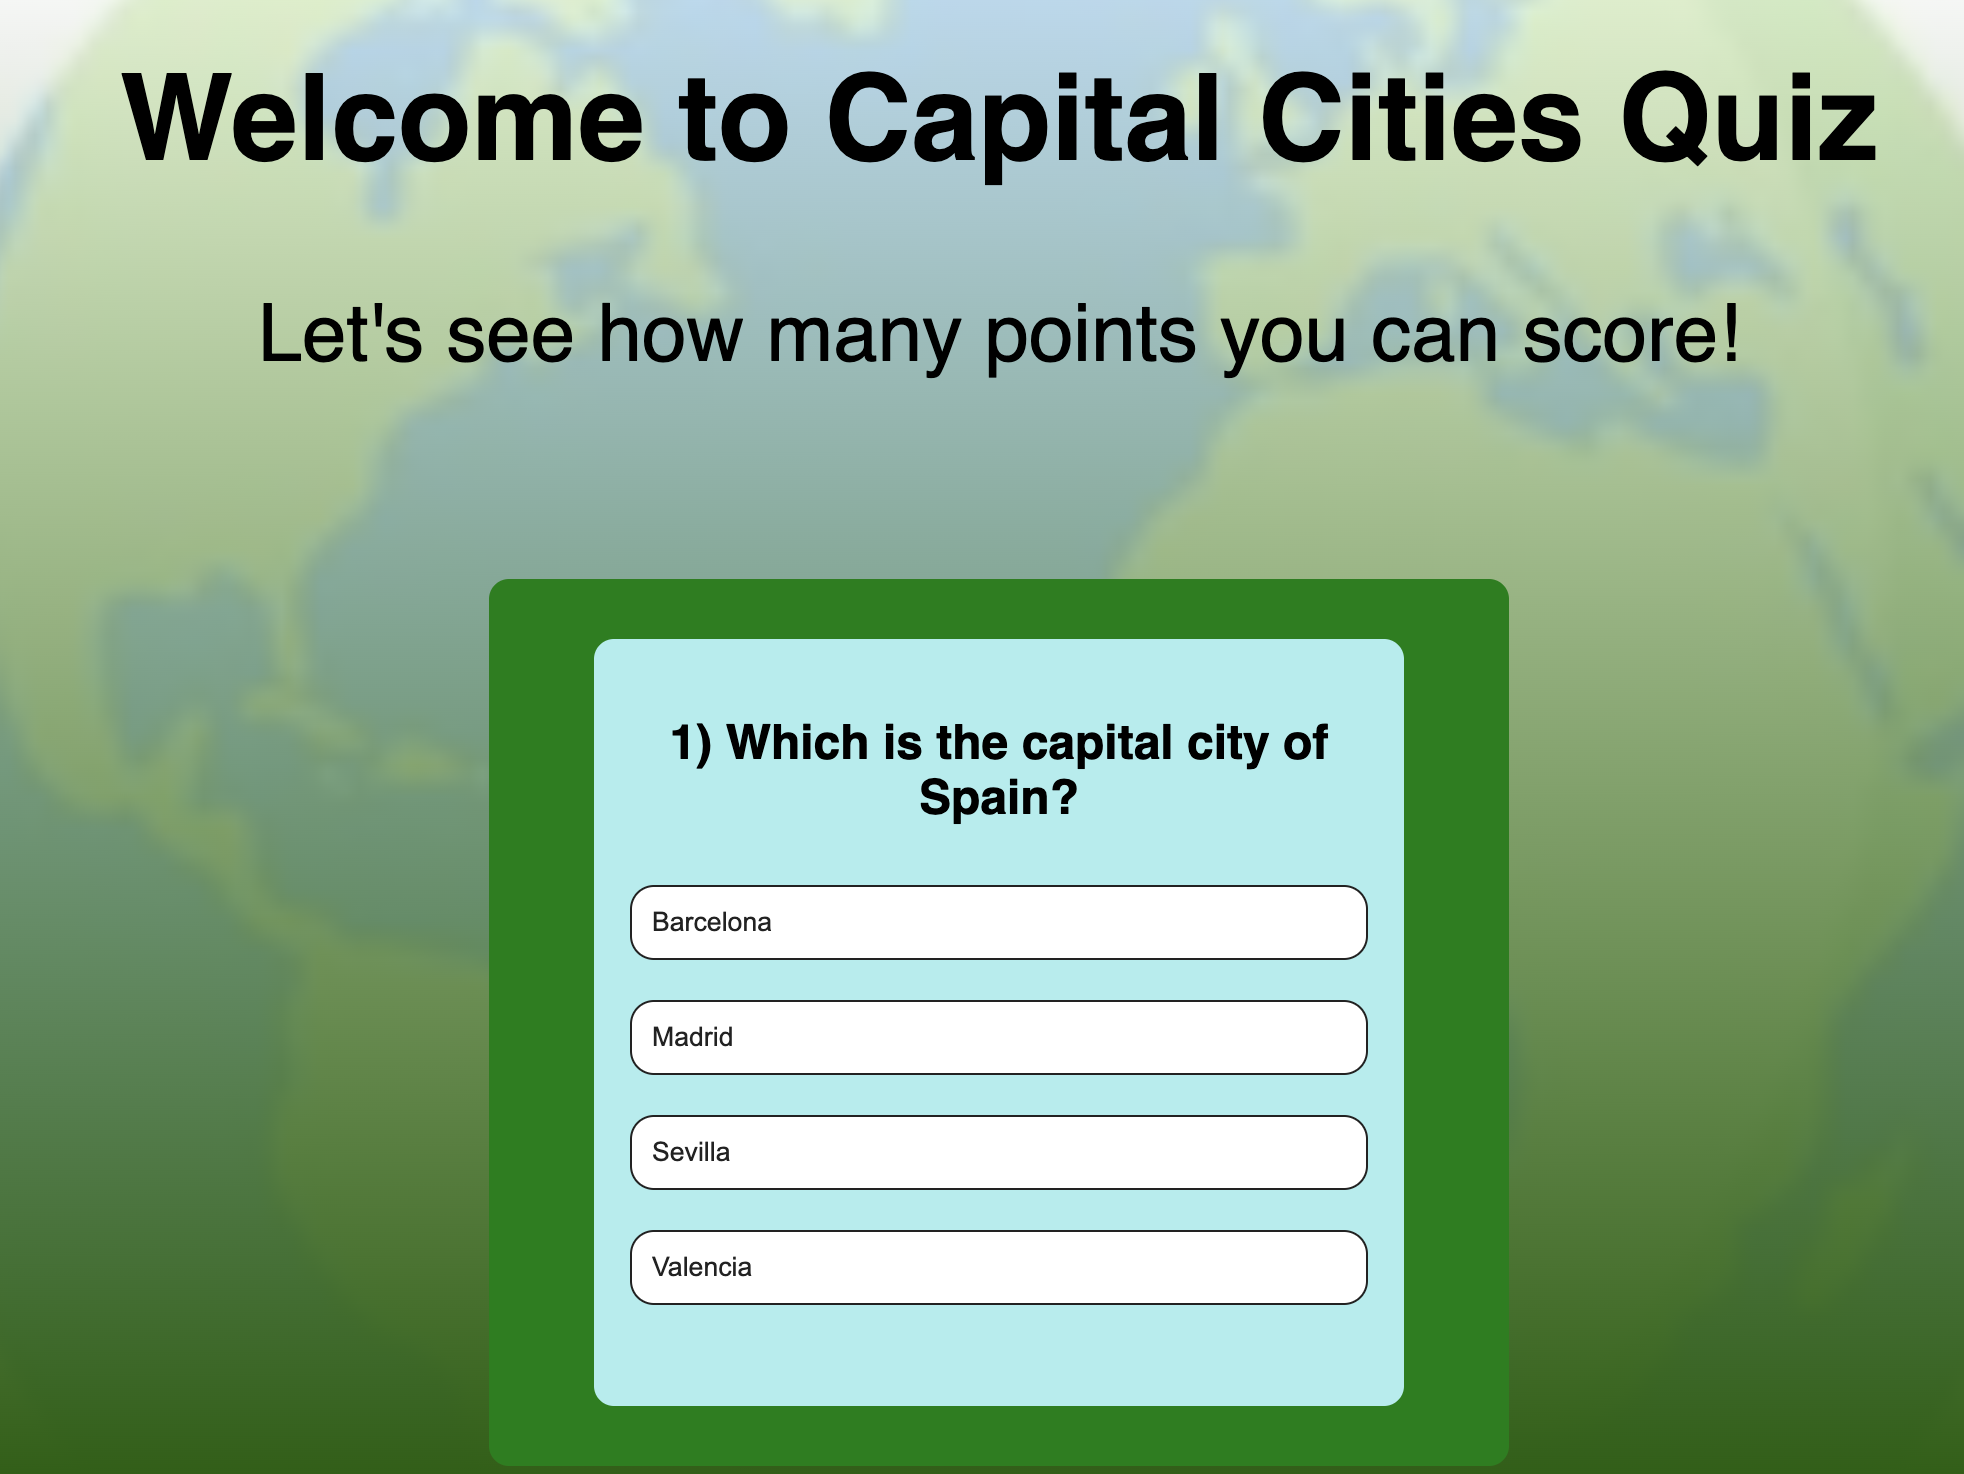 Welcome to Capital Cities Quiz
Let's see how many points you can score!
1) Which is the capital city of
Spain?
Barcelona
Madrid
Sevilla
Valencia